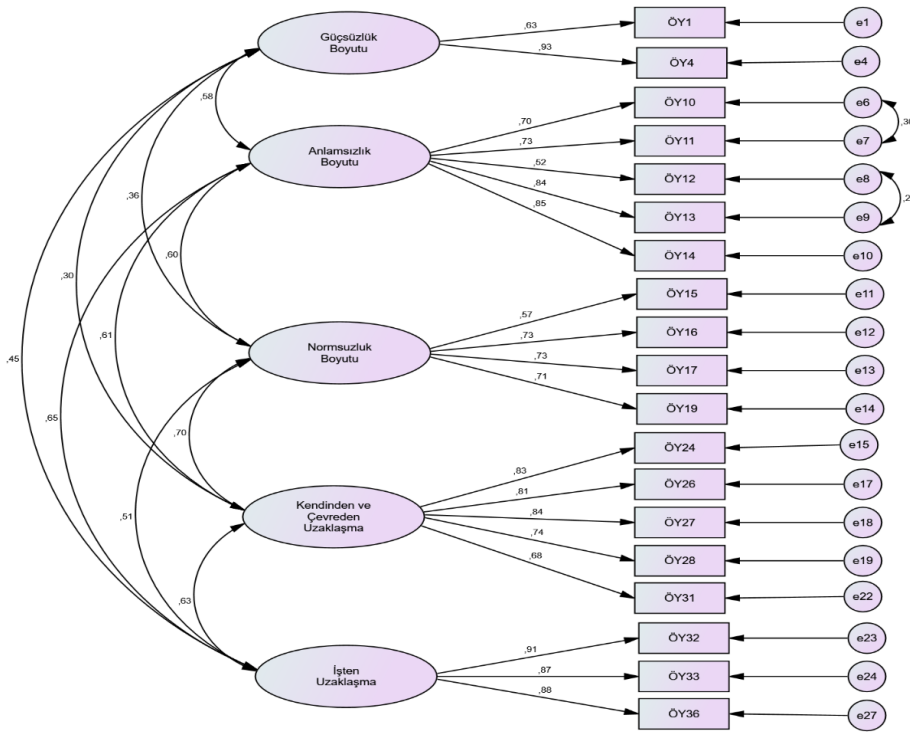 Güçsüzlük
Boyutu
,63
ÖY1
e1
,93
ÖY4
e4
,58
Anlamsızlık
Boyutu
,70
ÖY10
e6
,73
ÖY11
e7
,52
ÖY12
e8
,84
ÖY13
e9
,85
ÖY14
e10
,36
,60
,30
,61
Normsuzluk
Boyutu
,57
ÖY15
e11
,73
ÖY16
e12
,73
ÖY17
e13
,71
ÖY19
e14
,45
,65
,70
,51
Kendinden ve
Çevreden
Uzaklaşma
,83
ÖY24
e15
,81
ÖY26
e17
,84
ÖY27
e18
,74
ÖY28
e19
,68
ÖY31
e22
,63
İşten
Uzaklaşma
,91
ÖY32
e23
,87
ÖY33
e24
,88
ÖY36
e27